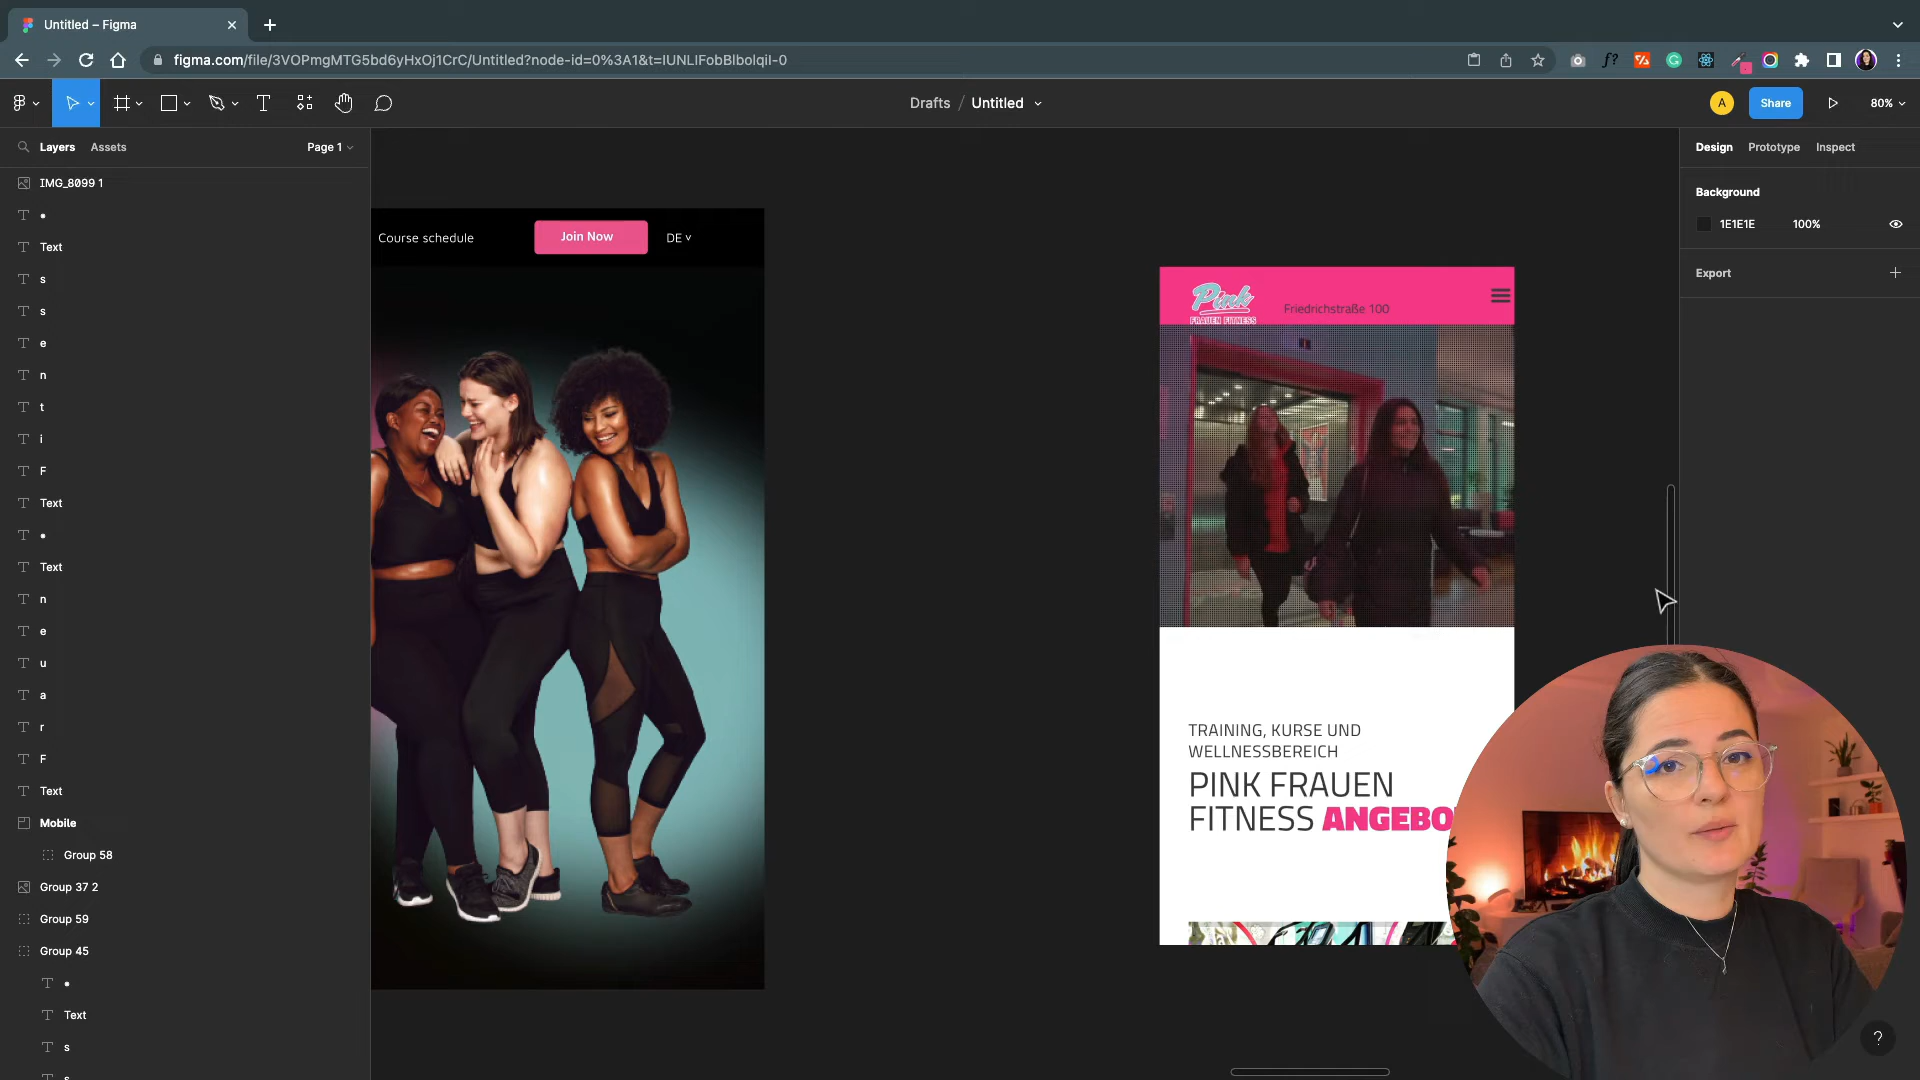 Untitled – Figma
figma.com/file/3VOPmgMTG5bd6yHxOj1CrC/Untitled?node-id=0%3A1&t=IUNLIFobBlbolqiI-0
Drafts / Untitled
A
Share
80%
Layers
Assets
Page 1
IMG_8099 1
•
Text
s
s
e
n
t
i
F
Text
•
Text
n
e
u
a
r
F
Text
Mobile
Group 58
Group 37 2
Group 59
Group 45
•
Text
s
Course schedule
Join Now
DE v
Pink
FRAUEN FITNESS
Friedrichstraße 100
TRAINING, KURSE UND
WELLNESSBEREICH
PINK FRAUEN
FITNESS ANGEBO
Design
Prototype
Inspect
Background
1E1E1E
100%
Export
?